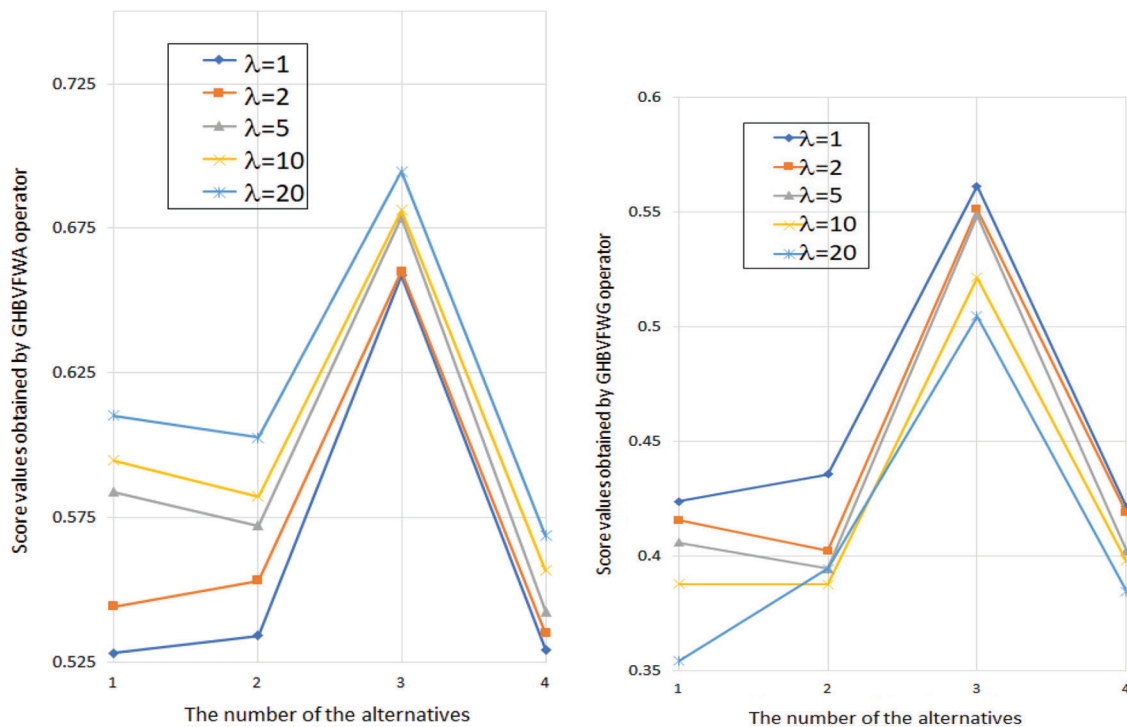 Score values obtained by GHBVFWA operator
0.725
0.675
0.625
0.575
0.525
λ=1
λ=2
λ=5
λ=10
λ=20
1 2 3 4
The number of the alternatives
Score values obtained by GHBVFWG operator
0.6
0.55
0.5
0.45
0.4
0.35
λ=1
λ=2
λ=5
λ=10
λ=20
1 2 3 4
The number of the alternatives